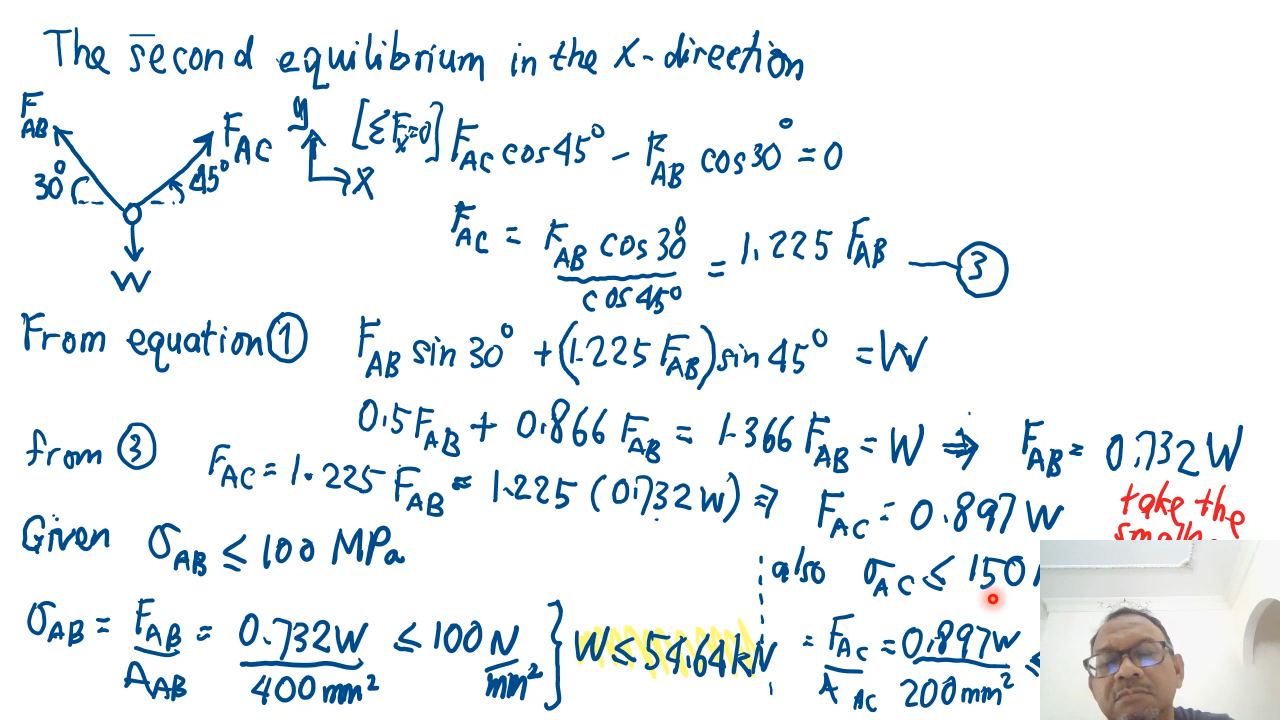 The second equilibrium in the x-direction
F_AB 30° F_AC 45° W y x
[ΣF_x=0] F_AC cos45° - F_AB cos30° = 0
F_AC = F_AB cos30° / cos45° = 1.225 F_AB — ③
From equation ① F_AB sin30° + (1.225 F_AB) sin45° = W
0.5 F_AB + 0.866 F_AB = 1.366 F_AB = W ⇒ F_AB = 0.732 W
from ③ F_AC = 1.225 F_AB = 1.225 (0.732 W) ⇒ F_AC = 0.897 W
take the
Given σ_AB ≤ 100 MPa
also σ_AC ≤ 150
σ_AB = F_AB / A_AB = 0.732W / 400 mm² ≤ 100 N/mm² } W ≤ 54.64 kN
= F_AC / A_AC = 0.897W / 200 mm² ≤